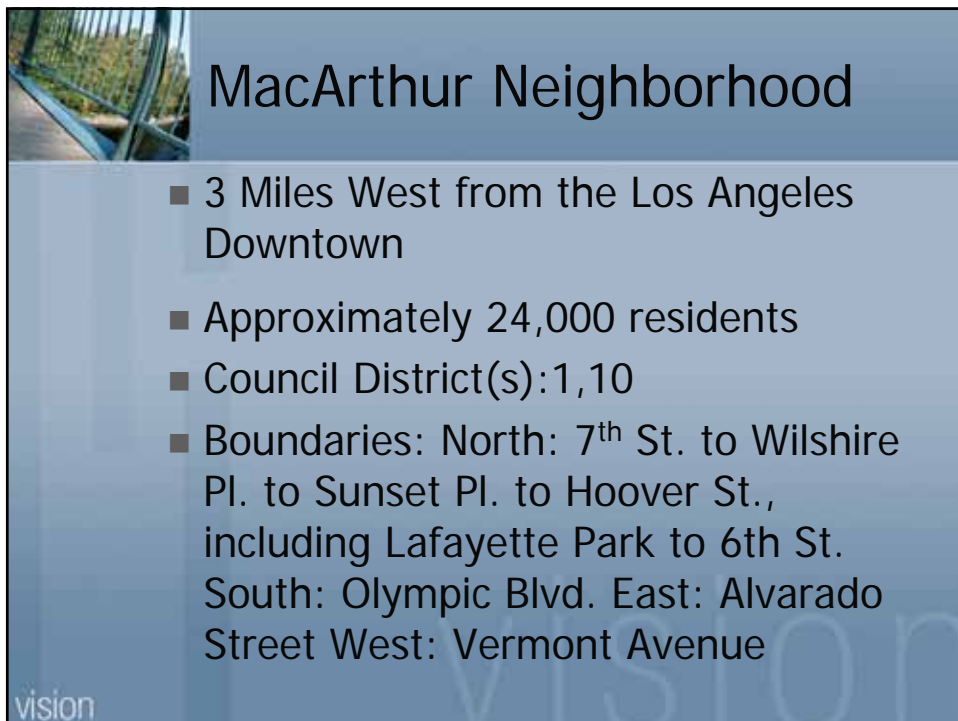 MacArthur Neighborhood
■ 3 Miles West from the Los Angeles
Downtown
■ Approximately 24,000 residents
■ Council District(s):1,10
■ Boundaries: North: 7th St. to Wilshire
Pl. to Sunset Pl. to Hoover St.,
including Lafayette Park to 6th St.
South: Olympic Blvd. East: Alvarado
Street West: Vermont Avenue
vision
vision